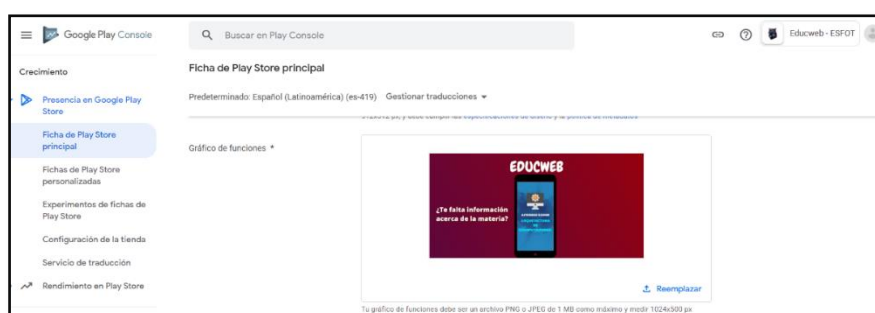 Google Play Console
Buscar en Play Console
Educweb - ESFOT
Crecimiento
Presencia en Google Play
Store
Ficha de Play Store
principal
Fichas de Play Store
personalizadas
Experimentos de fichas de
Play Store
Configuración de la tienda
Servicio de traducción
Rendimiento en Play Store
Ficha de Play Store principal
Predeterminado: Español (Latinoamérica) (es-419) Gestionar traducciones
Gráfico de funciones *
EDUCWEB
¿Te falta información
acerca de la materia?
Reemplazar
Tu gráfico de funciones debe ser un archivo PNG o JPEG de 1 MB como máximo y medir 1024x500 px